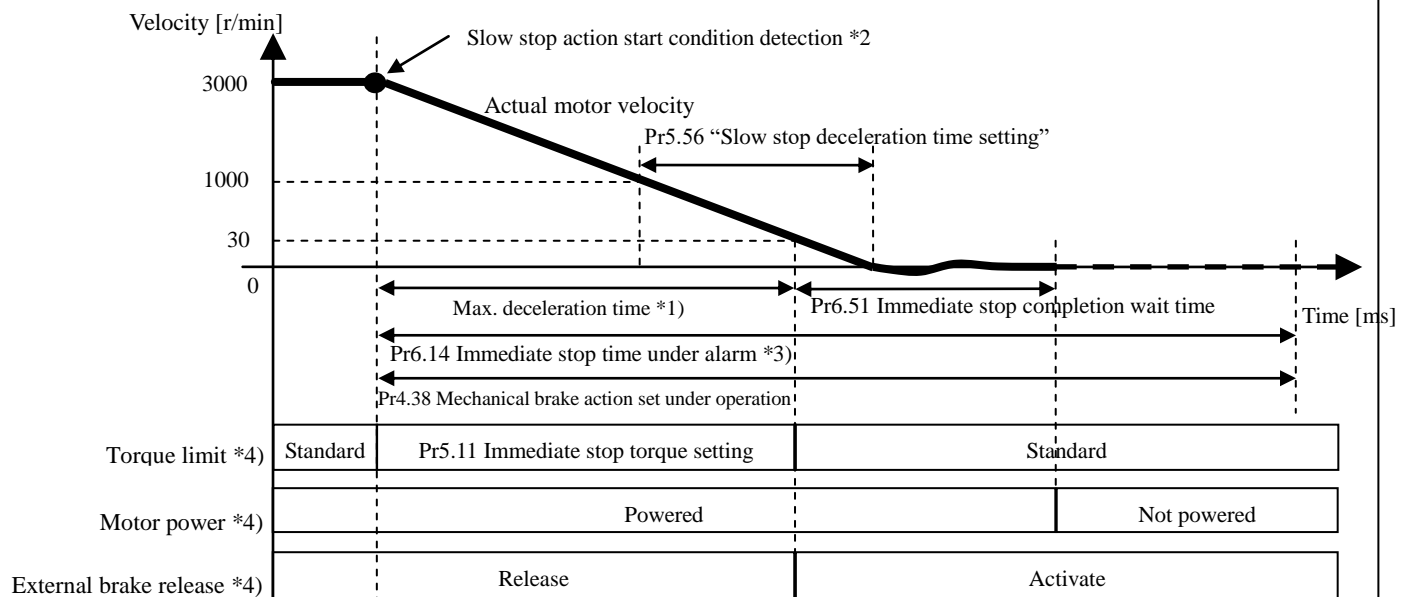 Velocity [r/min]
Slow stop action start condition detection *2
3000
Actual motor velocity
Pr5.56 “Slow stop deceleration time setting”
1000
30
0
Max. deceleration time *1)
Pr6.51 Immediate stop completion wait time
Time [ms]
Pr6.14 Immediate stop time under alarm *3)
Pr4.38 Mechanical brake action set under operation
Torque limit *4)
Standard
Pr5.11 Immediate stop torque setting
Standard
Motor power *4)
Powered
Not powered
External brake release *4)
Release
Activate